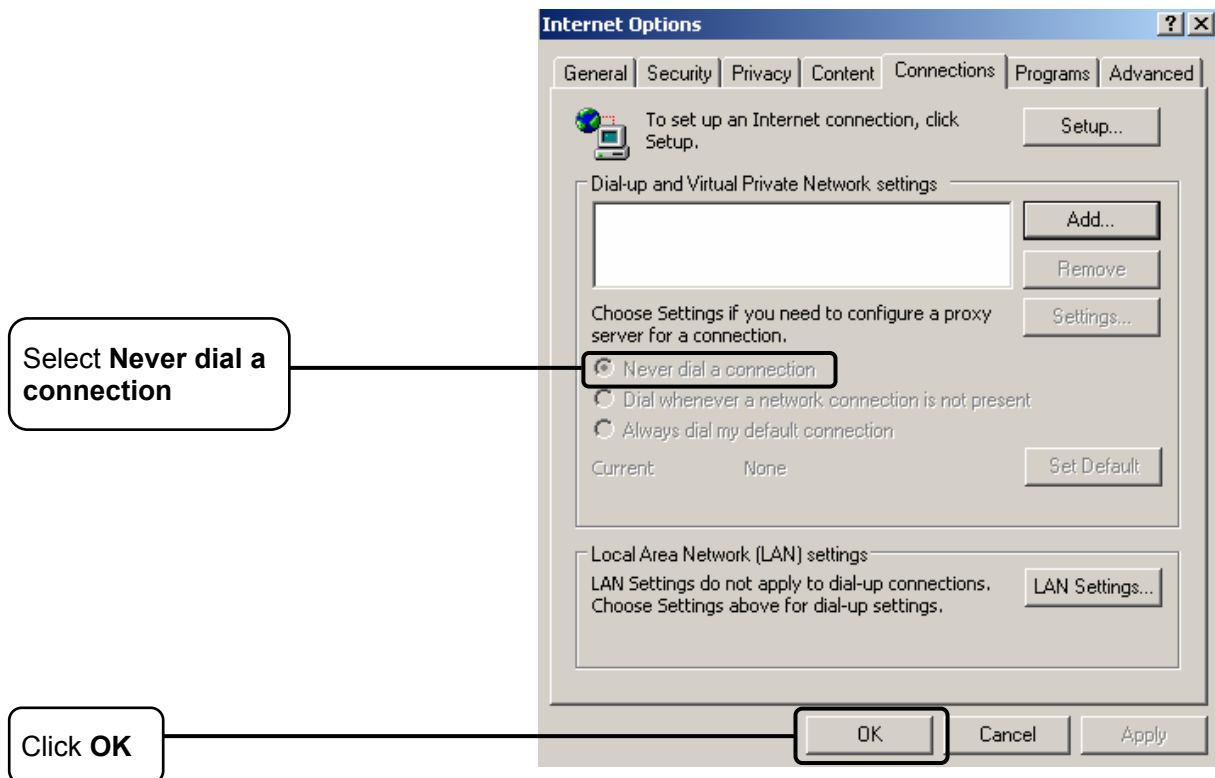 Internet Options
General Security Privacy Content Connections Programs Advanced
To set up an Internet connection, click
Setup.
Setup...
Dial-up and Virtual Private Network settings
Add...
Remove
Choose Settings if you need to configure a proxy
server for a connection.
Settings...
Select Never dial a
connection
Never dial a connection
Dial whenever a network connection is not present
Always dial my default connection
Current None
Set Default
Local Area Network (LAN) settings
LAN Settings do not apply to dial-up connections.
Choose Settings above for dial-up settings.
LAN Settings...
Click OK
OK Cancel Apply